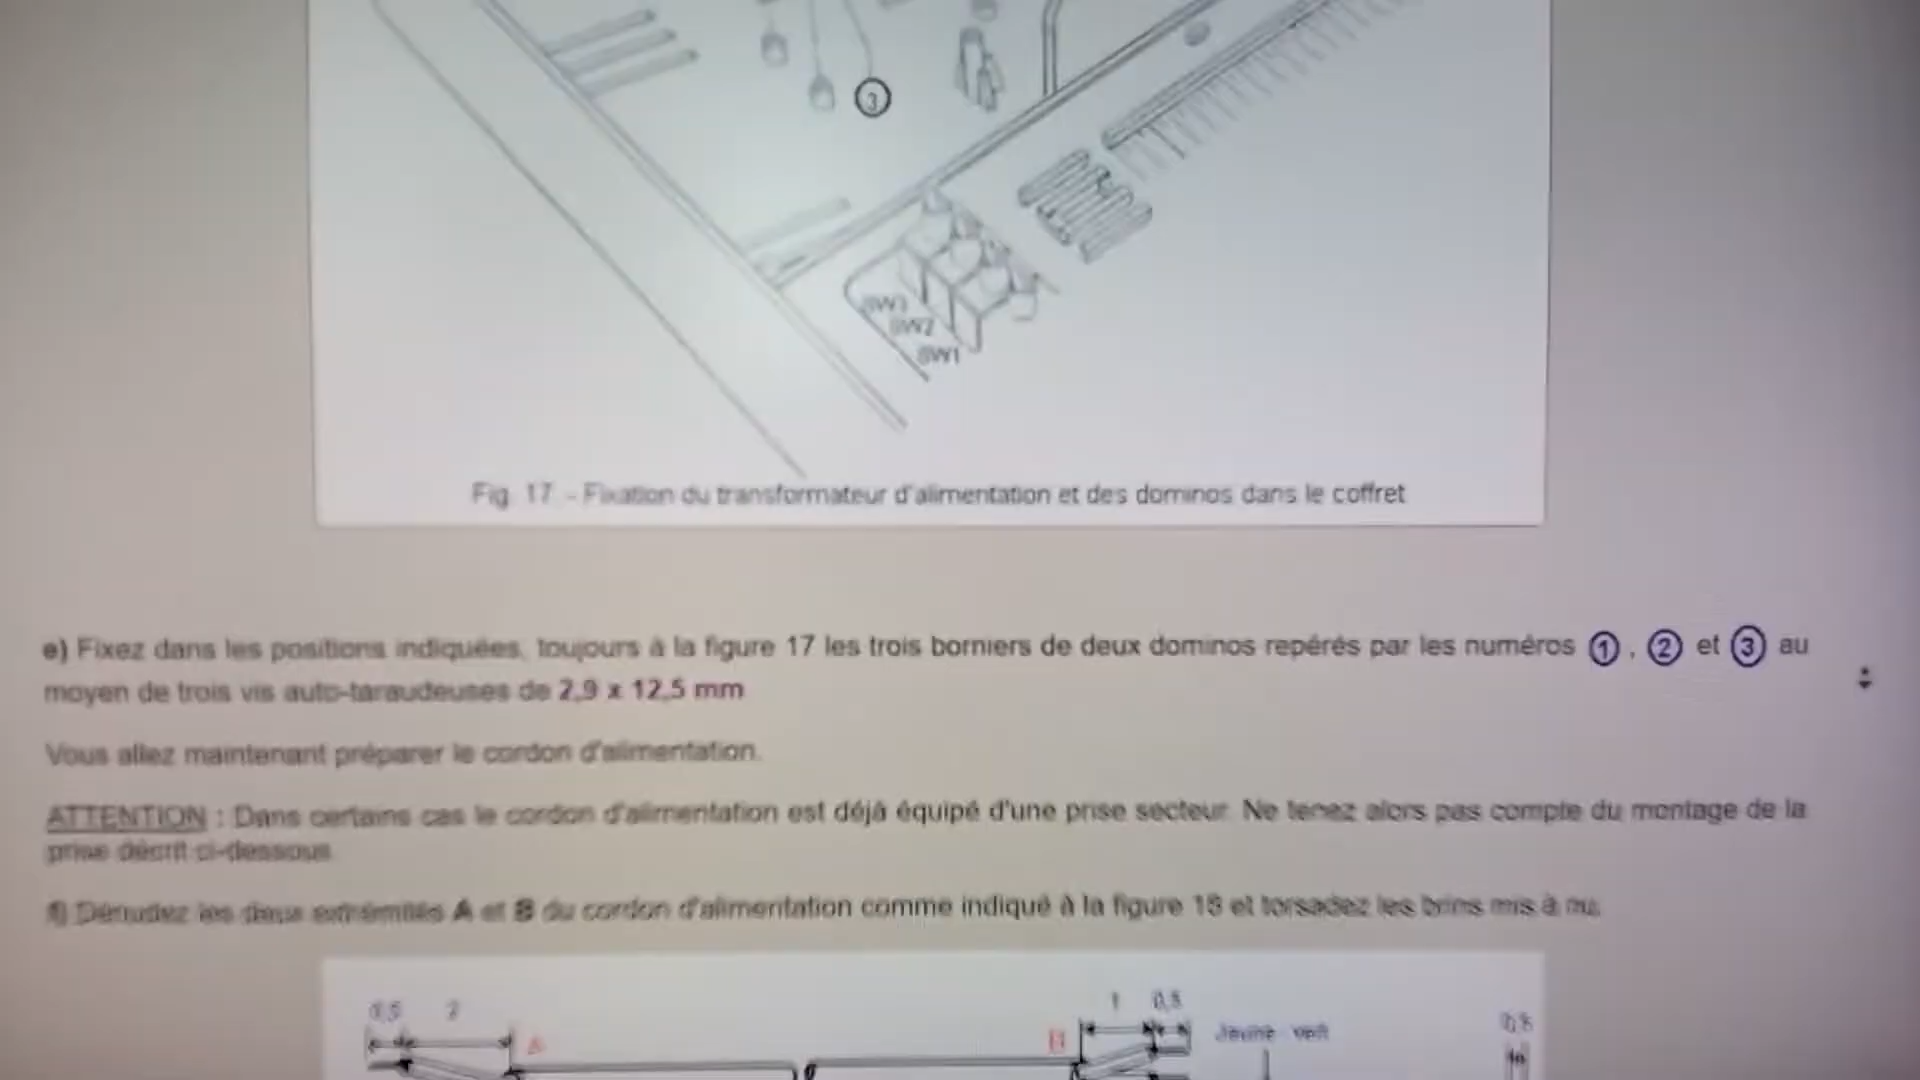 3
SW3
SW2
SW1
Fig. 17 - Fixation du transformateur d'alimentation et des dominos dans le coffret
e) Fixez dans les positions indiquées, toujours à la figure 17 les trois borniers de deux dominos repérés par les numéros 1 , 2 et 3 au
moyen de trois vis auto-taraudeuses de 2,9 x 12,5 mm
Vous allez maintenant préparer le cordon d'alimentation.
ATTENTION : Dans certains cas le cordon d'alimentation est déjà équipé d'une prise secteur. Ne tenez alors pas compte du montage de la
prise décrit ci-dessous.
f) Dénudez les deux extrémités A et B du cordon d'alimentation comme indiqué à la figure 18 et torsadez les brins mis à nu.
0,5 2 1 0,5
A B Jaune - vert